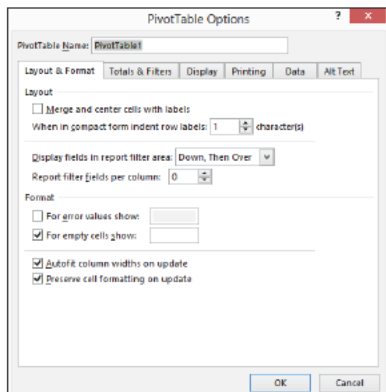 PivotTable Options
? x
PivotTable Name: PivotTable1
Layout & Format Totals & Filters Display Printing Data Alt Text
Layout
Merge and center cells with labels
When in compact form indent row labels: 1 character(s)
Display fields in report filter area: Down, Then Over
Report filter fields per column: 0
Format
For error values show:
For empty cells show:
Autofit column widths on update
Preserve cell formatting on update
OK Cancel